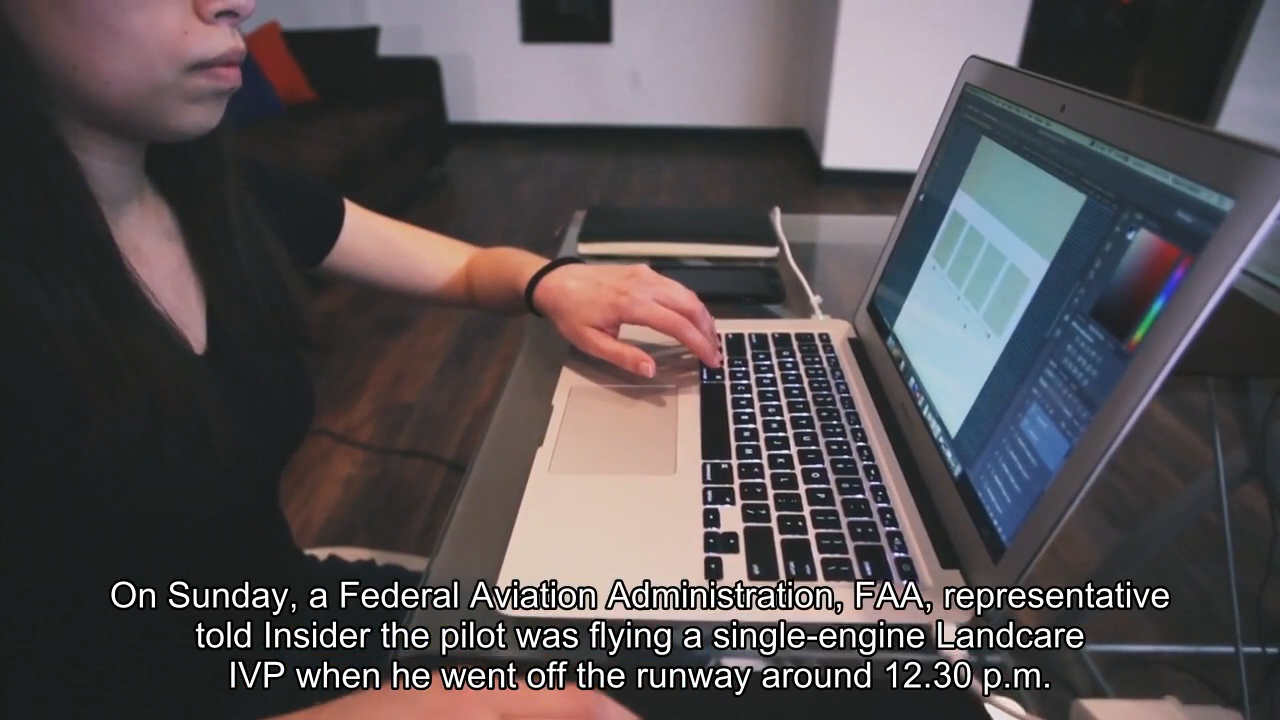 On Sunday, a Federal Aviation Administration, FAA, representative
told Insider the pilot was flying a single-engine Landcare
IVP when he went off the runway around 12.30 p.m.